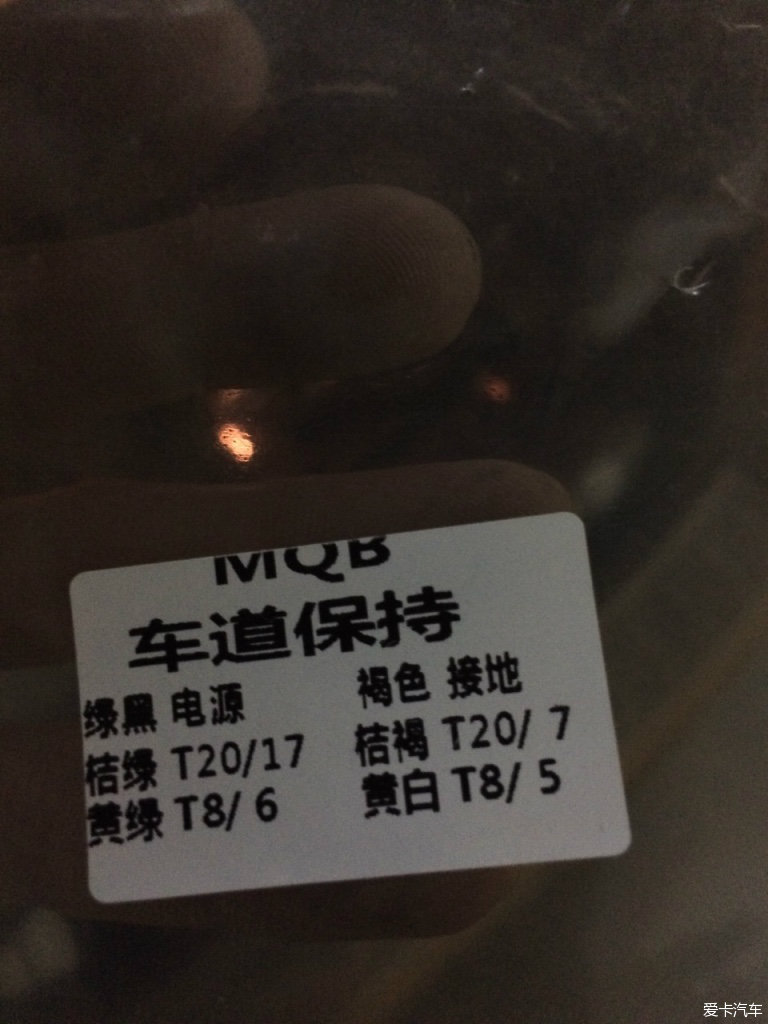 MQB
车道保持
绿黑 电源 褐色 接地
桔绿 T20/17 桔褐 T20/ 7
黄绿 T8/ 6 黄白 T8/ 5
爱卡汽车